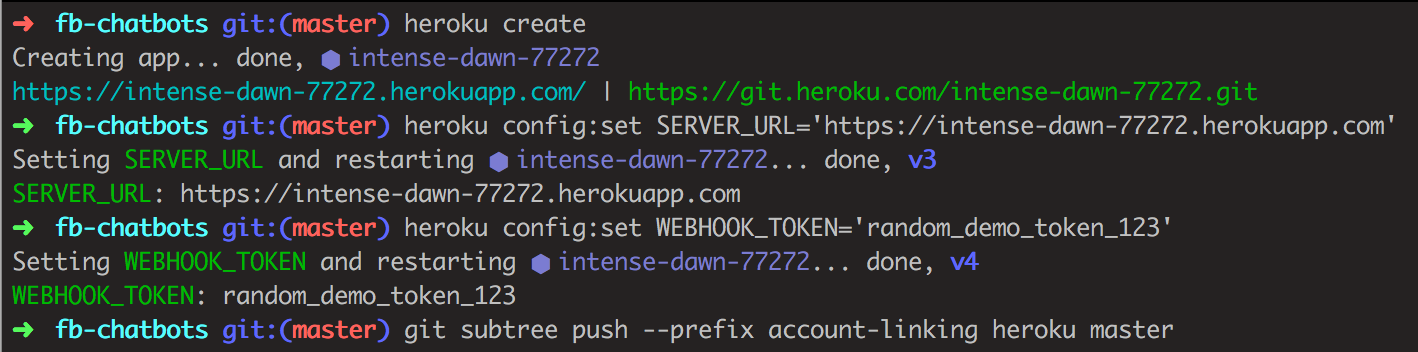 ➜ fb-chatbots git:(master) heroku create
Creating app... done, ⬢ intense-dawn-77272
https://intense-dawn-77272.herokuapp.com/ | https://git.heroku.com/intense-dawn-77272.git
➜ fb-chatbots git:(master) heroku config:set SERVER_URL='https://intense-dawn-77272.herokuapp.com'
Setting SERVER_URL and restarting ⬢ intense-dawn-77272... done, v3
SERVER_URL: https://intense-dawn-77272.herokuapp.com
➜ fb-chatbots git:(master) heroku config:set WEBHOOK_TOKEN='random_demo_token_123'
Setting WEBHOOK_TOKEN and restarting ⬢ intense-dawn-77272... done, v4
WEBHOOK_TOKEN: random_demo_token_123
➜ fb-chatbots git:(master) git subtree push --prefix account-linking heroku master